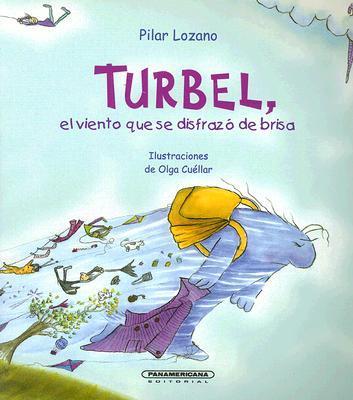 Pilar Lozano
TURBEL,
el viento que se disfrazó de brisa
Ilustraciones
de Olga Cuéllar
PANAMERICANA
EDITORIAL